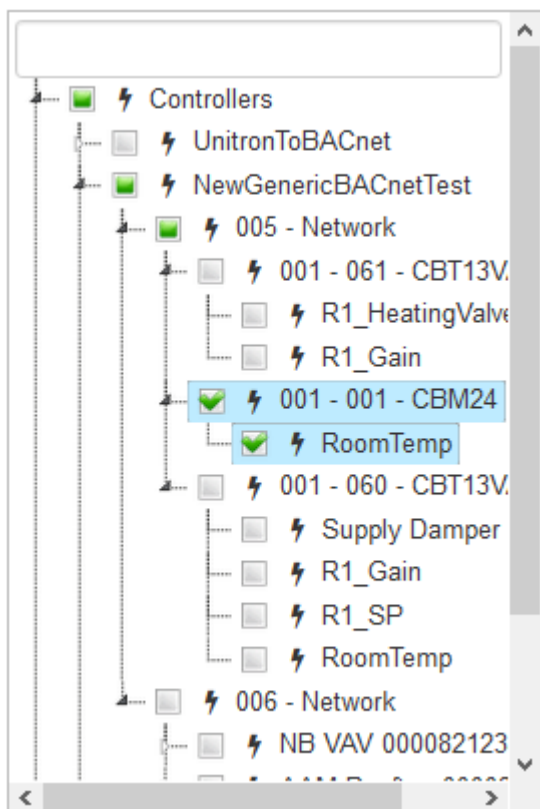 Controllers
UnitronToBACnet
NewGenericBACnetTest
005 - Network
001 - 061 - CBT13V
R1_HeatingValve
R1_Gain
001 - 001 - CBM24
RoomTemp
001 - 060 - CBT13V
Supply Damper
R1_Gain
R1_SP
RoomTemp
006 - Network
NB VAV 000082123